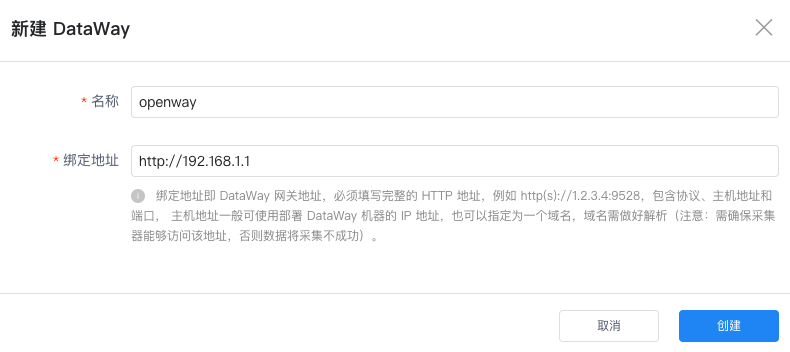 新建 DataWay
* 名称
openway
* 绑定地址
http://192.168.1.1
绑定地址即 DataWay 网关地址，必须填写完整的 HTTP 地址，例如 http(s)://1.2.3.4:9528，包含协议、主机地址和
端口， 主机地址一般可使用部署 DataWay 机器的 IP 地址，也可以指定为一个域名，域名需做好解析（注意：需确保采集
器能够访问该地址，否则数据将采集不成功）。
取消
创建